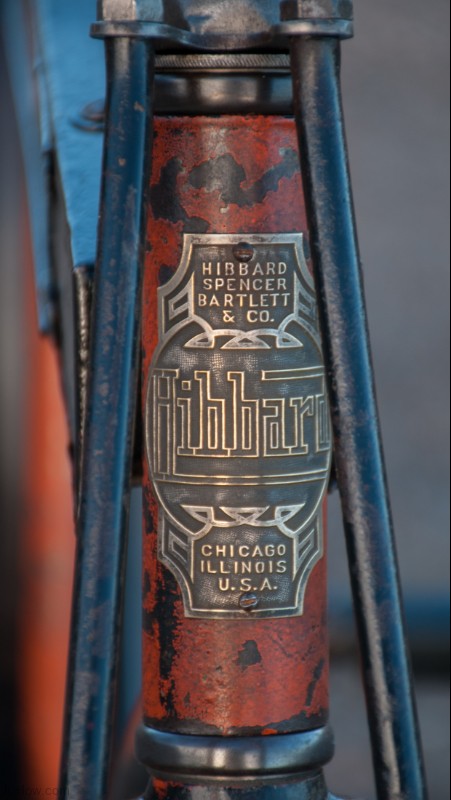 HIBBARD
SPENCER
BARTLETT
& CO.
Hibbard
CHICAGO
ILLINOIS
U.S.A.